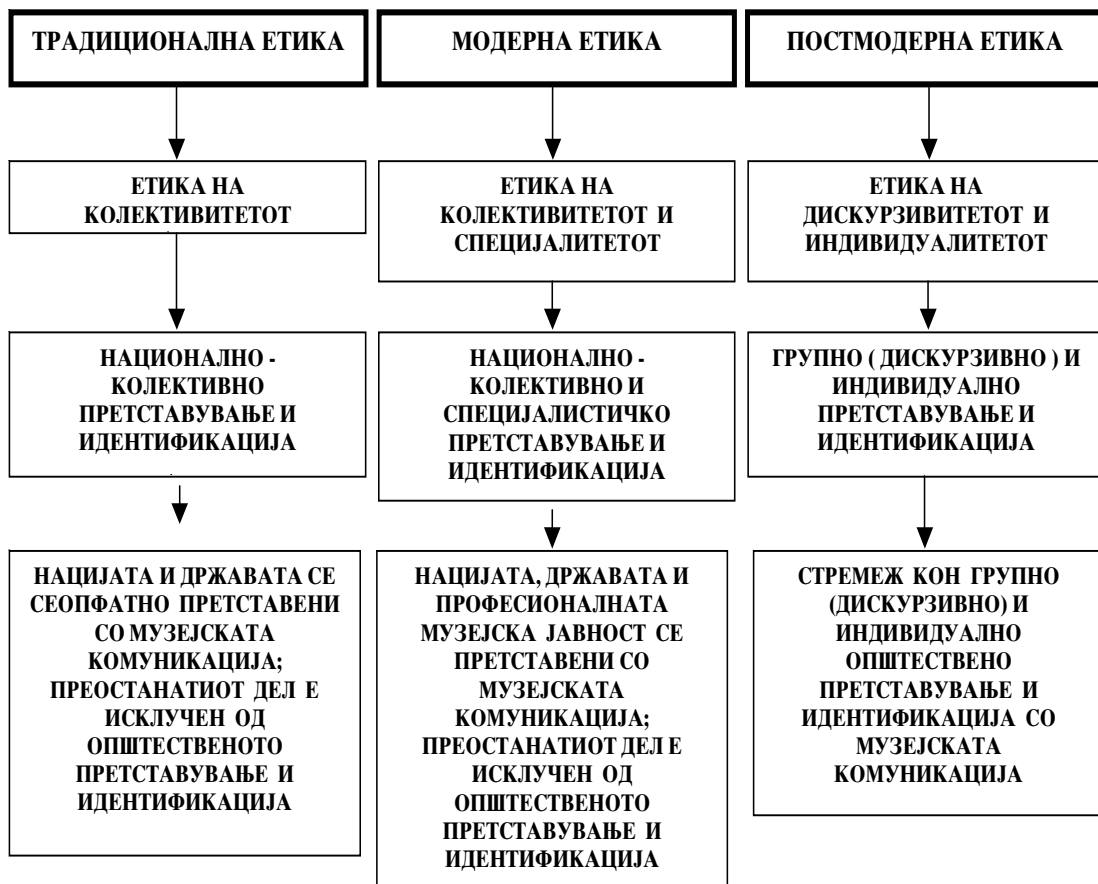 ТРАДИЦИОНАЛНА ЕТИКА
ЕТИКА НА
КОЛЕКТИВИТЕТОТ
НАЦИОНАЛНО -
КОЛЕКТИВНО
ПРЕТСТАВУВАЊЕ И
ИДЕНТИФИКАЦИЈА
НАЦИЈАТА И ДРЖАВАТА СЕ
СЕОПФАТНО ПРЕТСТАВЕНИ
СО МУЗЕЈСКАТА
КОМУНИКАЦИЈА;
ПРЕОСТАНАТИОТ ДЕЛ Е
ИСКЛУЧЕН ОД
ОПШТЕСТВЕНОТО
ПРЕТСТАВУВАЊЕ И
ИДЕНТИФИКАЦИЈА
МОДЕРНА ЕТИКА
ЕТИКА НА
КОЛЕКТИВИТЕТОТ И
СПЕЦИЈАЛИТЕТОТ
НАЦИОНАЛНО -
КОЛЕКТИВНО И
СПЕЦИЈАЛИСТИЧКО
ПРЕТСТАВУВАЊЕ И
ИДЕНТИФИКАЦИЈА
НАЦИЈАТА, ДРЖАВАТА И
ПРОФЕСИОНАЛНАТА
МУЗЕЈСКА ЈАВНОСТ СЕ
ПРЕТСТАВЕНИ СО
МУЗЕЈСКАТА
КОМУНИКАЦИЈА;
ПРЕОСТАНАТИОТ ДЕЛ Е
ИСКЛУЧЕН ОД
ОПШТЕСТВЕНОТО
ПРЕТСТАВУВАЊЕ И
ИДЕНТИФИКАЦИЈА
ПОСТМОДЕРНА ЕТИКА
ЕТИКА НА
ДИСКУРЗИВИТЕТОТ И
ИНДИВИДУАЛИТЕТОТ
ГРУПНО ( ДИСКУРЗИВНО ) И
ИНДИВИДУАЛНО
ПРЕТСТАВУВАЊЕ И
ИДЕНТИФИКАЦИЈА
СТРЕМЕЖ КОН ГРУПНО
(ДИСКУРЗИВНО) И
ИНДИВИДУАЛНО
ОПШТЕСТВЕНО
ПРЕТСТАВУВАЊЕ И
ИДЕНТИФИКАЦИЈА СО
МУЗЕЈСКАТА
КОМУНИКАЦИЈА